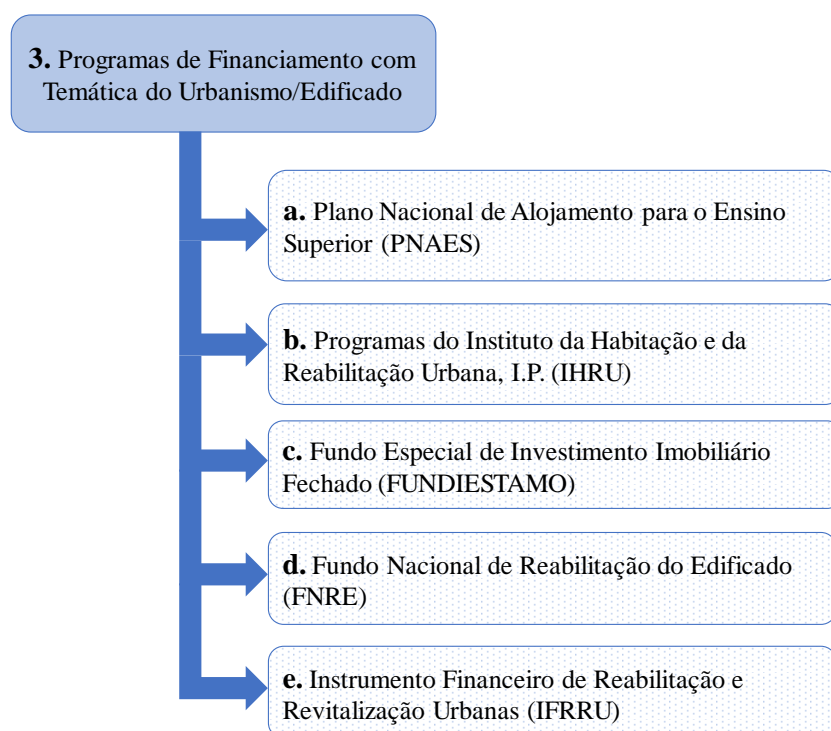 3. Programas de Financiamento com
Temática do Urbanismo/Edificado
a. Plano Nacional de Alojamento para o Ensino
Superior (PNAES)
b. Programas do Instituto da Habitação e da
Reabilitação Urbana, I.P. (IHRU)
c. Fundo Especial de Investimento Imobiliário
Fechado (FUNDIESTAMO)
d. Fundo Nacional de Reabilitação do Edificado
(FNRE)
e. Instrumento Financeiro de Reabilitação e
Revitalização Urbanas (IFRRU)